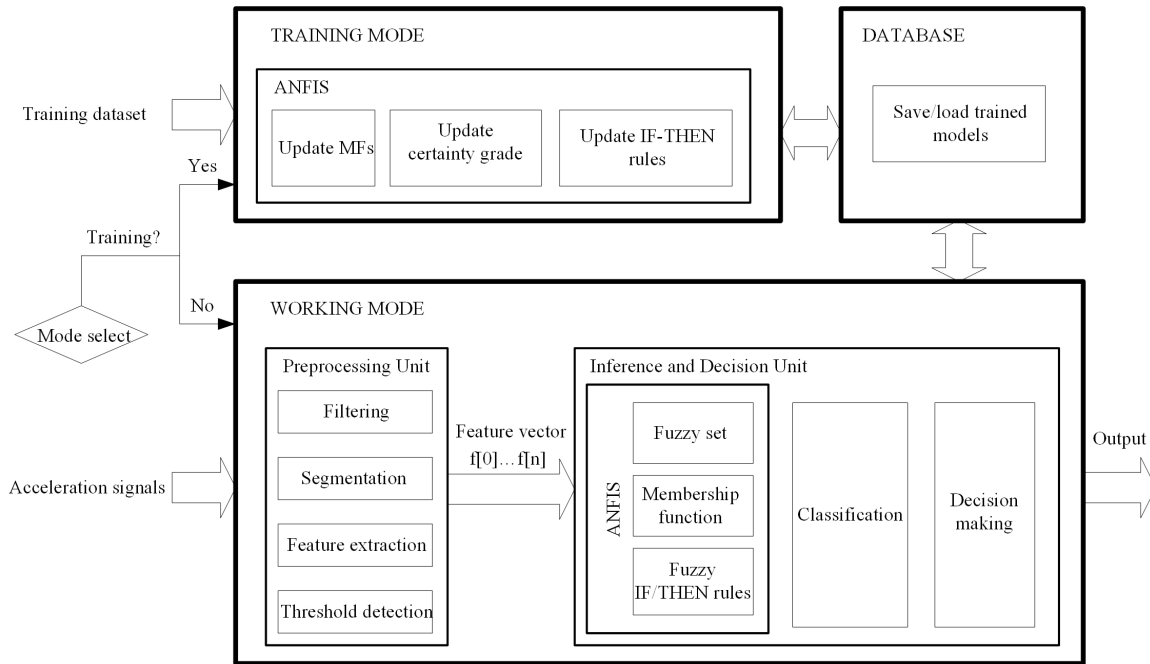 TRAINING MODE
ANFIS
Update MFs
Update
certainty grade
Update IF-THEN
rules
DATABASE
Save/load trained
models
Training dataset
Yes
Training?
No
Mode select
WORKING MODE
Preprocessing Unit
Filtering
Segmentation
Feature extraction
Threshold detection
Acceleration signals
Feature vector
f[0]...f[n]
Inference and Decision Unit
ANFIS
Fuzzy set
Membership
function
Fuzzy
IF/THEN rules
Classification
Decision
making
Output